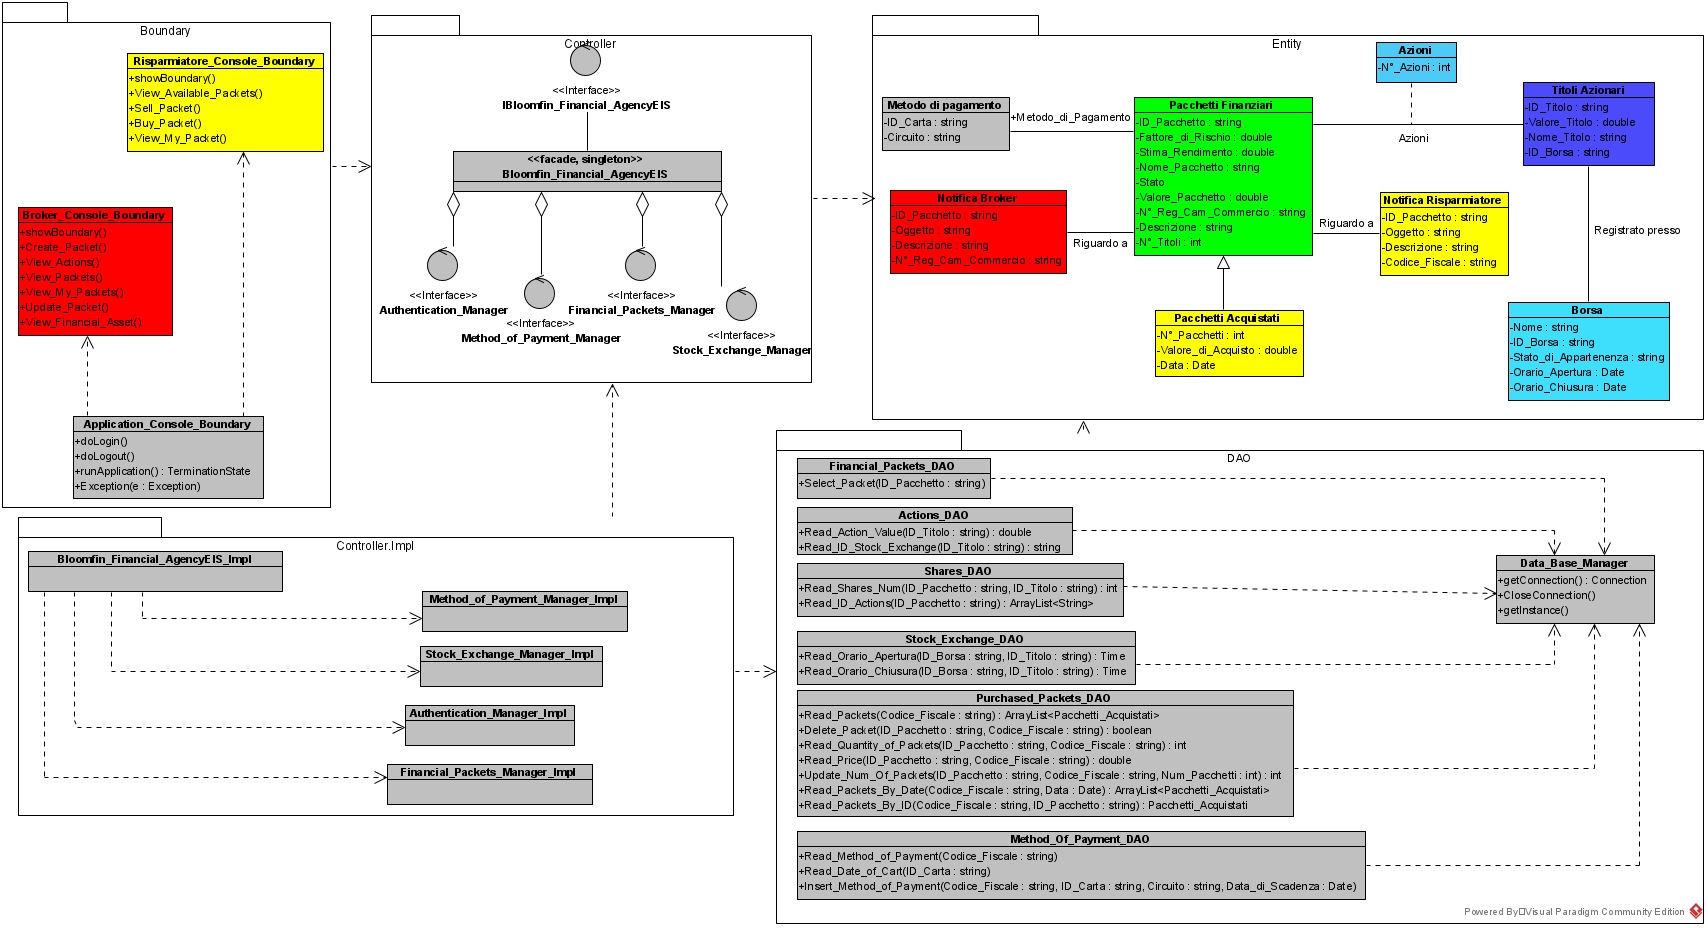 Boundary
Risparmiatore_Console_Boundary
+showBoundary()
+View_Available_Packets()
+Sell_Packet()
+Buy_Packet()
+View_My_Packet()
Broker_Console_Boundary
+showBoundary()
+Create_Packet()
+View_Actions()
+View_Packets()
+View_My_Packets()
+Update_Packet()
+View_Financial_Asset()
Application_Console_Boundary
+doLogin()
+doLogout()
+runApplication() : TerminationState
+Exception(e : Exception)
Controller
<<Interface>>
IBloomfin_Financial_AgencyEIS
<<facade, singleton>>
Bloomfin_Financial_AgencyEIS
<<Interface>>
Authentication_Manager
<<Interface>>
Method_of_Payment_Manager
<<Interface>>
Financial_Packets_Manager
<<Interface>>
Stock_Exchange_Manager
Entity
Azioni
-N°_Azioni : int
Metodo di pagamento
-ID_Carta : string
-Circuito : string
+Metodo_di_Pagamento
Pacchetti Finanziari
-ID_Pacchetto : string
-Fattore_di_Rischio : double
-Stima_Rendimento : double
-Nome_Pacchetto : string
-Stato
-Valore_Pacchetto : double
-N°_Reg_Cam_Commercio : string
-Descrizione : string
-N°_Titoli : int
Azioni
Titoli Azionari
-ID_Titolo : string
-Valore_Titolo : double
-Nome_Titolo : string
-ID_Borsa : string
Notifica Broker
-ID_Pacchetto : string
-Oggetto : string
-Descrizione : string
-N°_Reg_Cam_Commercio : string
Riguardo a
Riguardo a
Notifica Risparmiatore
-ID_Pacchetto : string
-Oggetto : string
-Descrizione : string
-Codice_Fiscale : string
Registrato presso
Pacchetti Acquistati
-N°_Pacchetti : int
-Valore_di_Acquisto : double
-Data : Date
Borsa
-Nome : string
-ID_Borsa : string
-Stato_di_Appartenenza : string
-Orario_Apertura : Date
-Orario_Chiusura : Date
Controller.Impl
Bloomfin_Financial_AgencyEIS_Impl
Method_of_Payment_Manager_Impl
Stock_Exchange_Manager_Impl
Authentication_Manager_Impl
Financial_Packets_Manager_Impl
DAO
Financial_Packets_DAO
+Select_Packet(ID_Pacchetto : string)
Actions_DAO
+Read_Action_Value(ID_Titolo : string) : double
+Read_ID_Stock_Exchange(ID_Titolo : string) : string
Shares_DAO
+Read_Shares_Num(ID_Pacchetto : string, ID_Titolo : string) : int
+Read_ID_Actions(ID_Pacchetto : string) : ArrayList<String>
Stock_Exchange_DAO
+Read_Orario_Apertura(ID_Borsa : string, ID_Titolo : string) : Time
+Read_Orario_Chiusura(ID_Borsa : string, ID_Titolo : string) : Time
Purchased_Packets_DAO
+Read_Packets(Codice_Fiscale : string) : ArrayList<Pacchetti_Acquistati>
+Delete_Packet(ID_Pacchetto : string, Codice_Fiscale : string) : boolean
+Read_Quantity_of_Packets(ID_Pacchetto : string, Codice_Fiscale : string) : int
+Read_Price(ID_Pacchetto : string, Codice_Fiscale : string) : double
+Update_Num_Of_Packets(ID_Pacchetto : string, Codice_Fiscale : string, Num_Pacchetti : int) : int
+Read_Packets_By_Date(Codice_Fiscale : string, Data : Date) : ArrayList<Pacchetti_Acquistati>
+Read_Packets_By_ID(Codice_Fiscale : string, ID_Pacchetto : string) : Pacchetti_Acquistati
Method_Of_Payment_DAO
+Read_Method_of_Payment(Codice_Fiscale : string)
+Read_Date_of_Cart(ID_Carta : string)
+Insert_Method_of_Payment(Codice_Fiscale : string, ID_Carta : string, Circuito : string, Data_di_Scadenza : Date)
Data_Base_Manager
+getConnection() : Connection
+CloseConnection()
+getInstance()
Powered By Visual Paradigm Community Edition